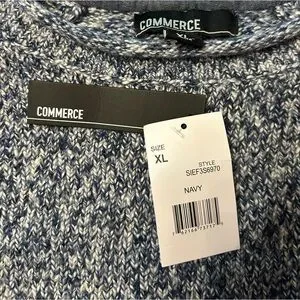 COMMERCE
XL
COMMERCE
SIZE
XL
STYLE
SIEF3S6970
NAVY